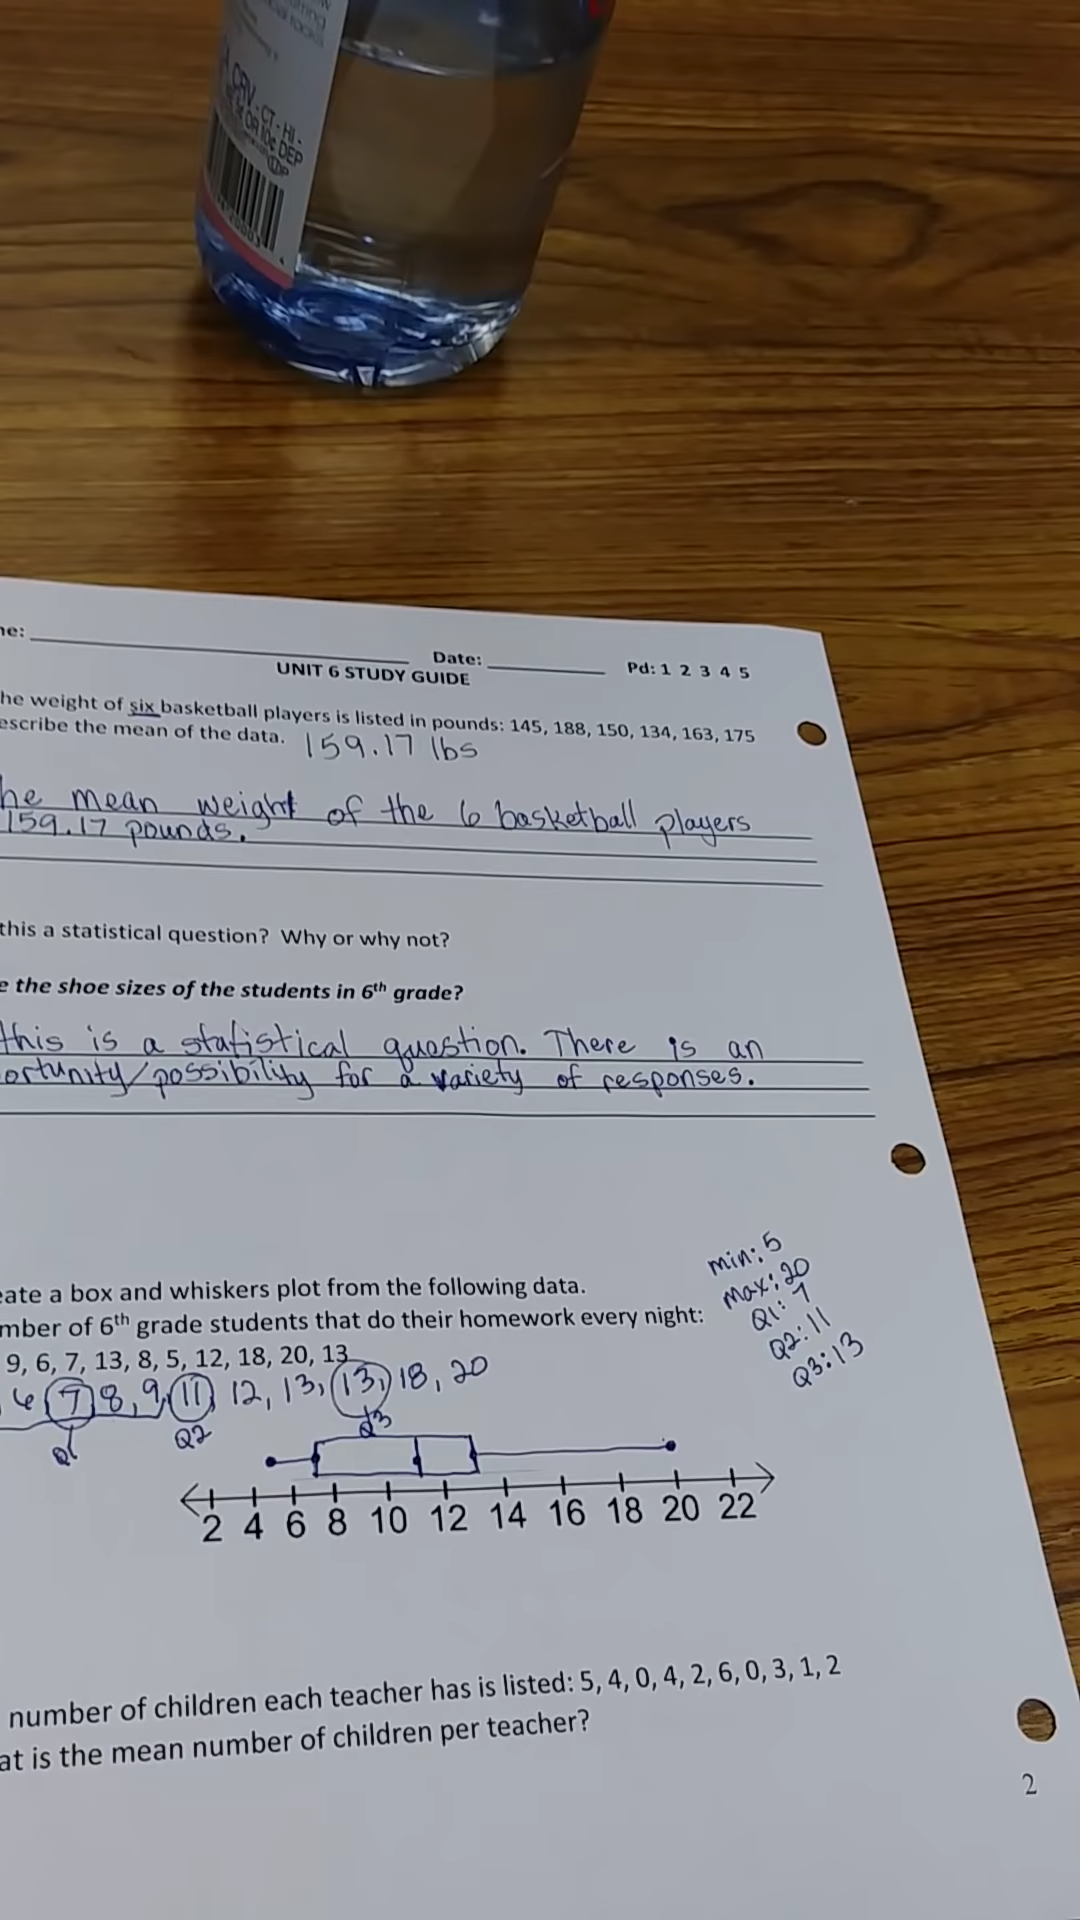 CRV - CT - HI -
OR 10¢ DEP
Date: Pd: 1 2 3 4 5
UNIT 6 STUDY GUIDE
he weight of six basketball players is listed in pounds: 145, 188, 150, 134, 163, 175
escribe the mean of the data. 159.17 lbs
he mean weight of the 6 basketball players
159.17 pounds.
this a statistical question? Why or why not?
e the shoe sizes of the students in 6th grade?
this is a statistical question. There is an
ortunity/possibility for a variety of responses.
min: 5
max: 20
Q1: 7
Q2: 11
Q3: 13
eate a box and whiskers plot from the following data.
mber of 6th grade students that do their homework every night:
9, 6, 7, 13, 8, 5, 12, 18, 20, 13
6 7 8, 9, 11, 12, 13, 13, 18, 20
Q1 Q2 Q3
2 4 6 8 10 12 14 16 18 20 22
number of children each teacher has is listed: 5, 4, 0, 4, 2, 6, 0, 3, 1, 2
at is the mean number of children per teacher?
2